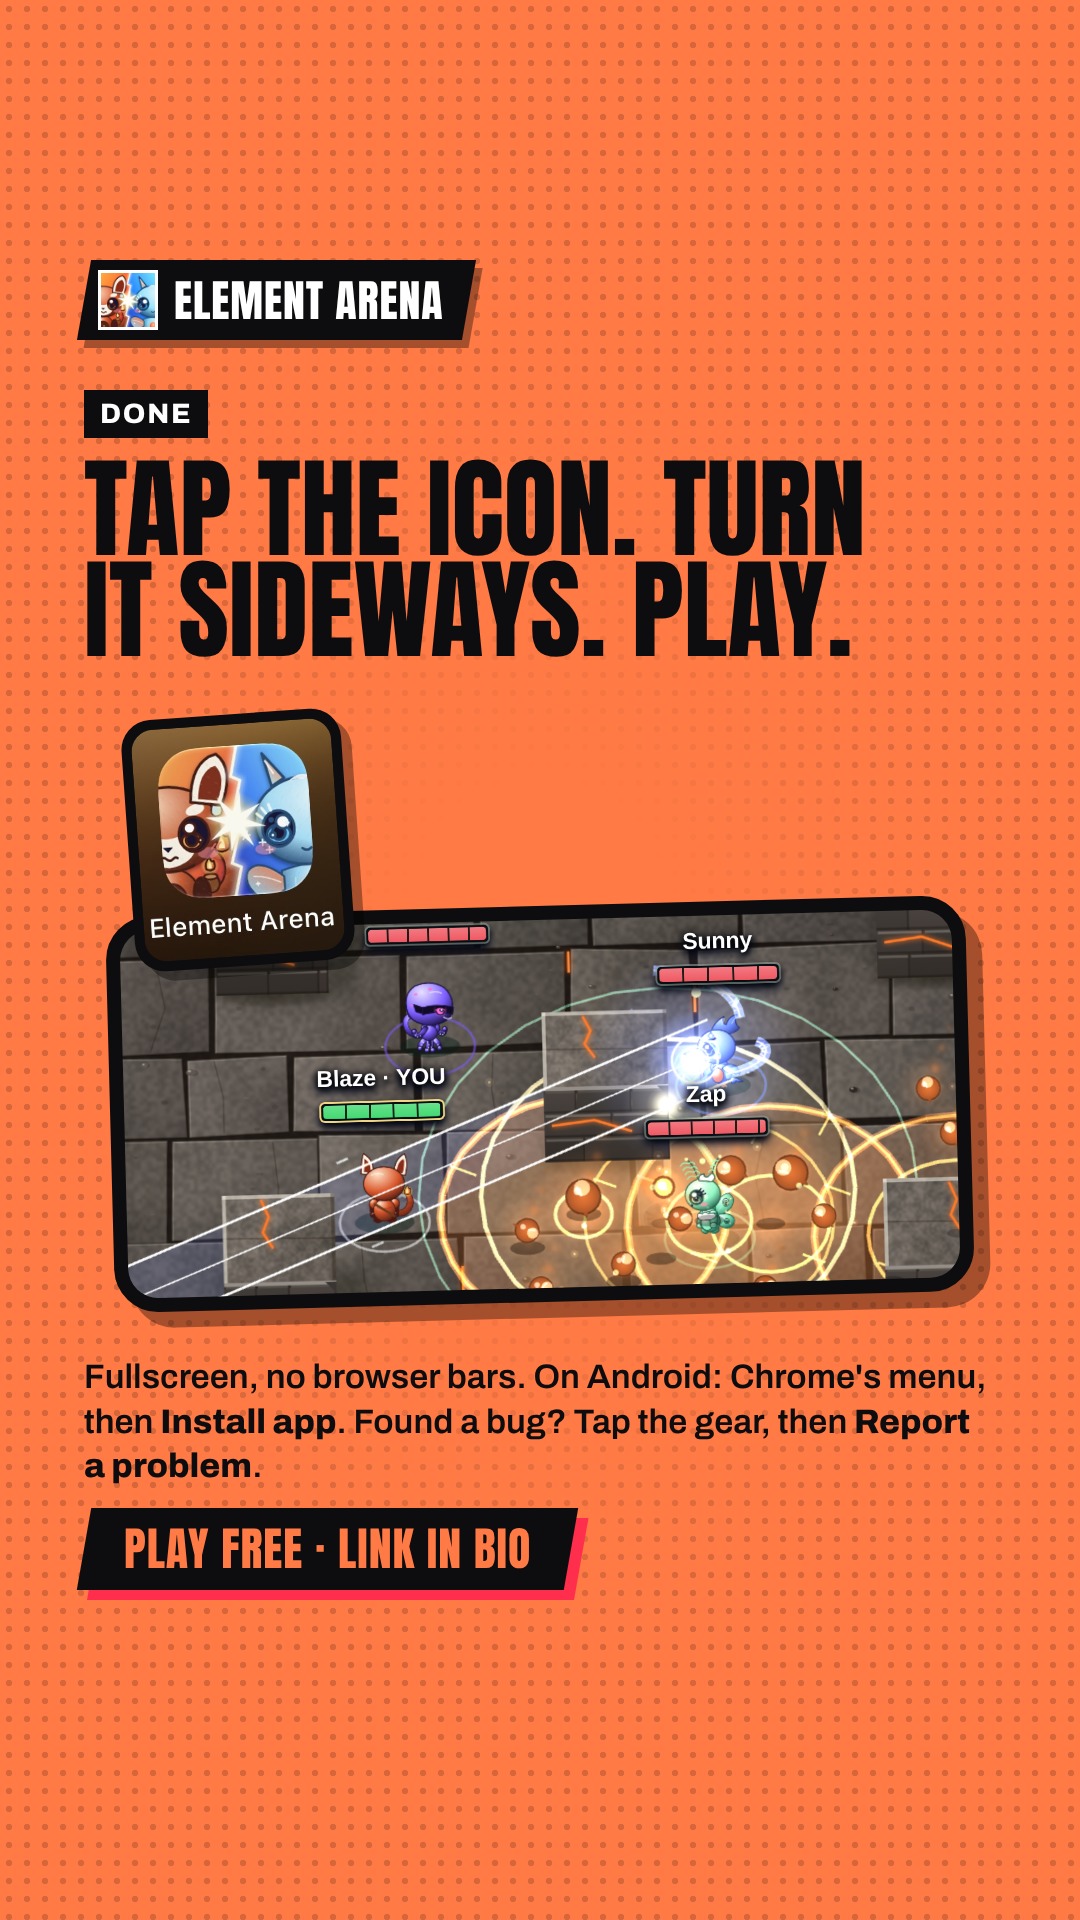 ELEMENT ARENA
DONE
TAP THE ICON. TURN
IT SIDEWAYS. PLAY.
Element Arena
Sunny
Blaze · YOU
Zap
Fullscreen, no browser bars. On Android: Chrome's menu,
then Install app. Found a bug? Tap the gear, then Report
a problem.
PLAY FREE · LINK IN BIO